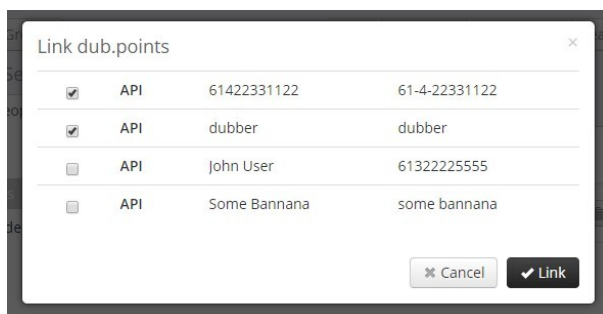 Link dub.points ×
API 61422331122 61-4-22331122
API dubber dubber
API John User 61322225555
API Some Bannana some bannana
Cancel Link